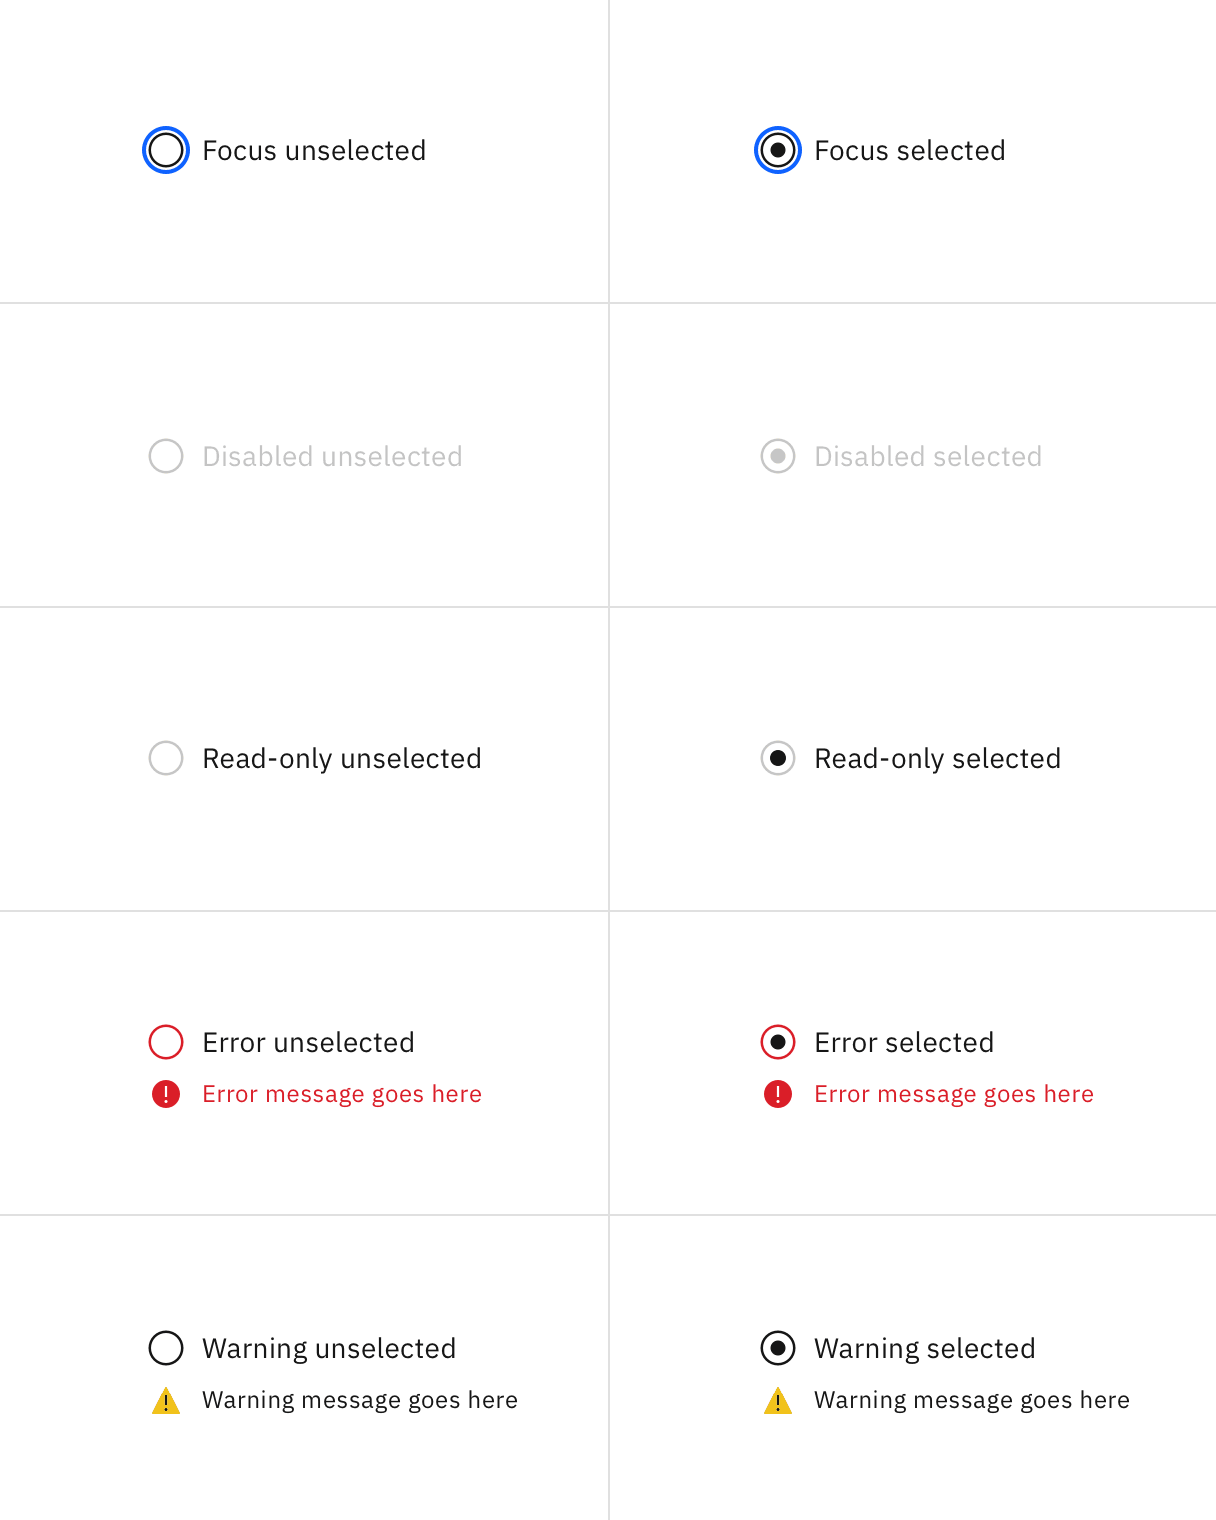 Focus unselected
Focus selected
Disabled unselected
Disabled selected
Read-only unselected
Read-only selected
Error unselected
Error message goes here
Error selected
Error message goes here
Warning unselected
Warning message goes here
Warning selected
Warning message goes here